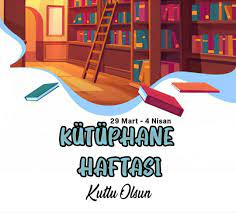 29 Mart - 4 Nisan
KÜTÜPHANE
HAFTASI
Kutlu Olsun